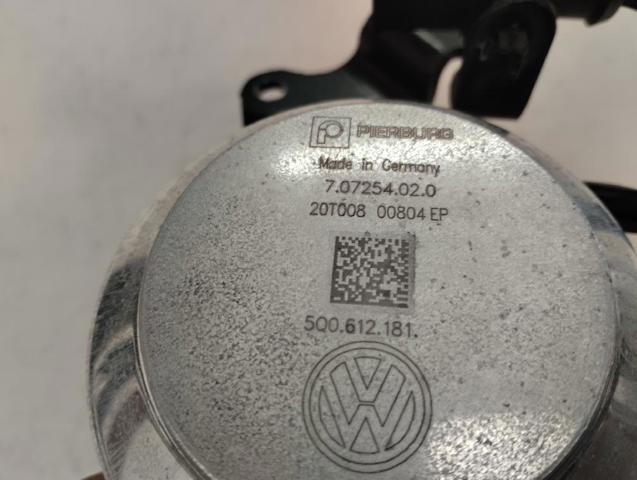 PIERBURG
Made in Germany
7.07254.02.0
20T008 00804 EP
5Q0.612.181.